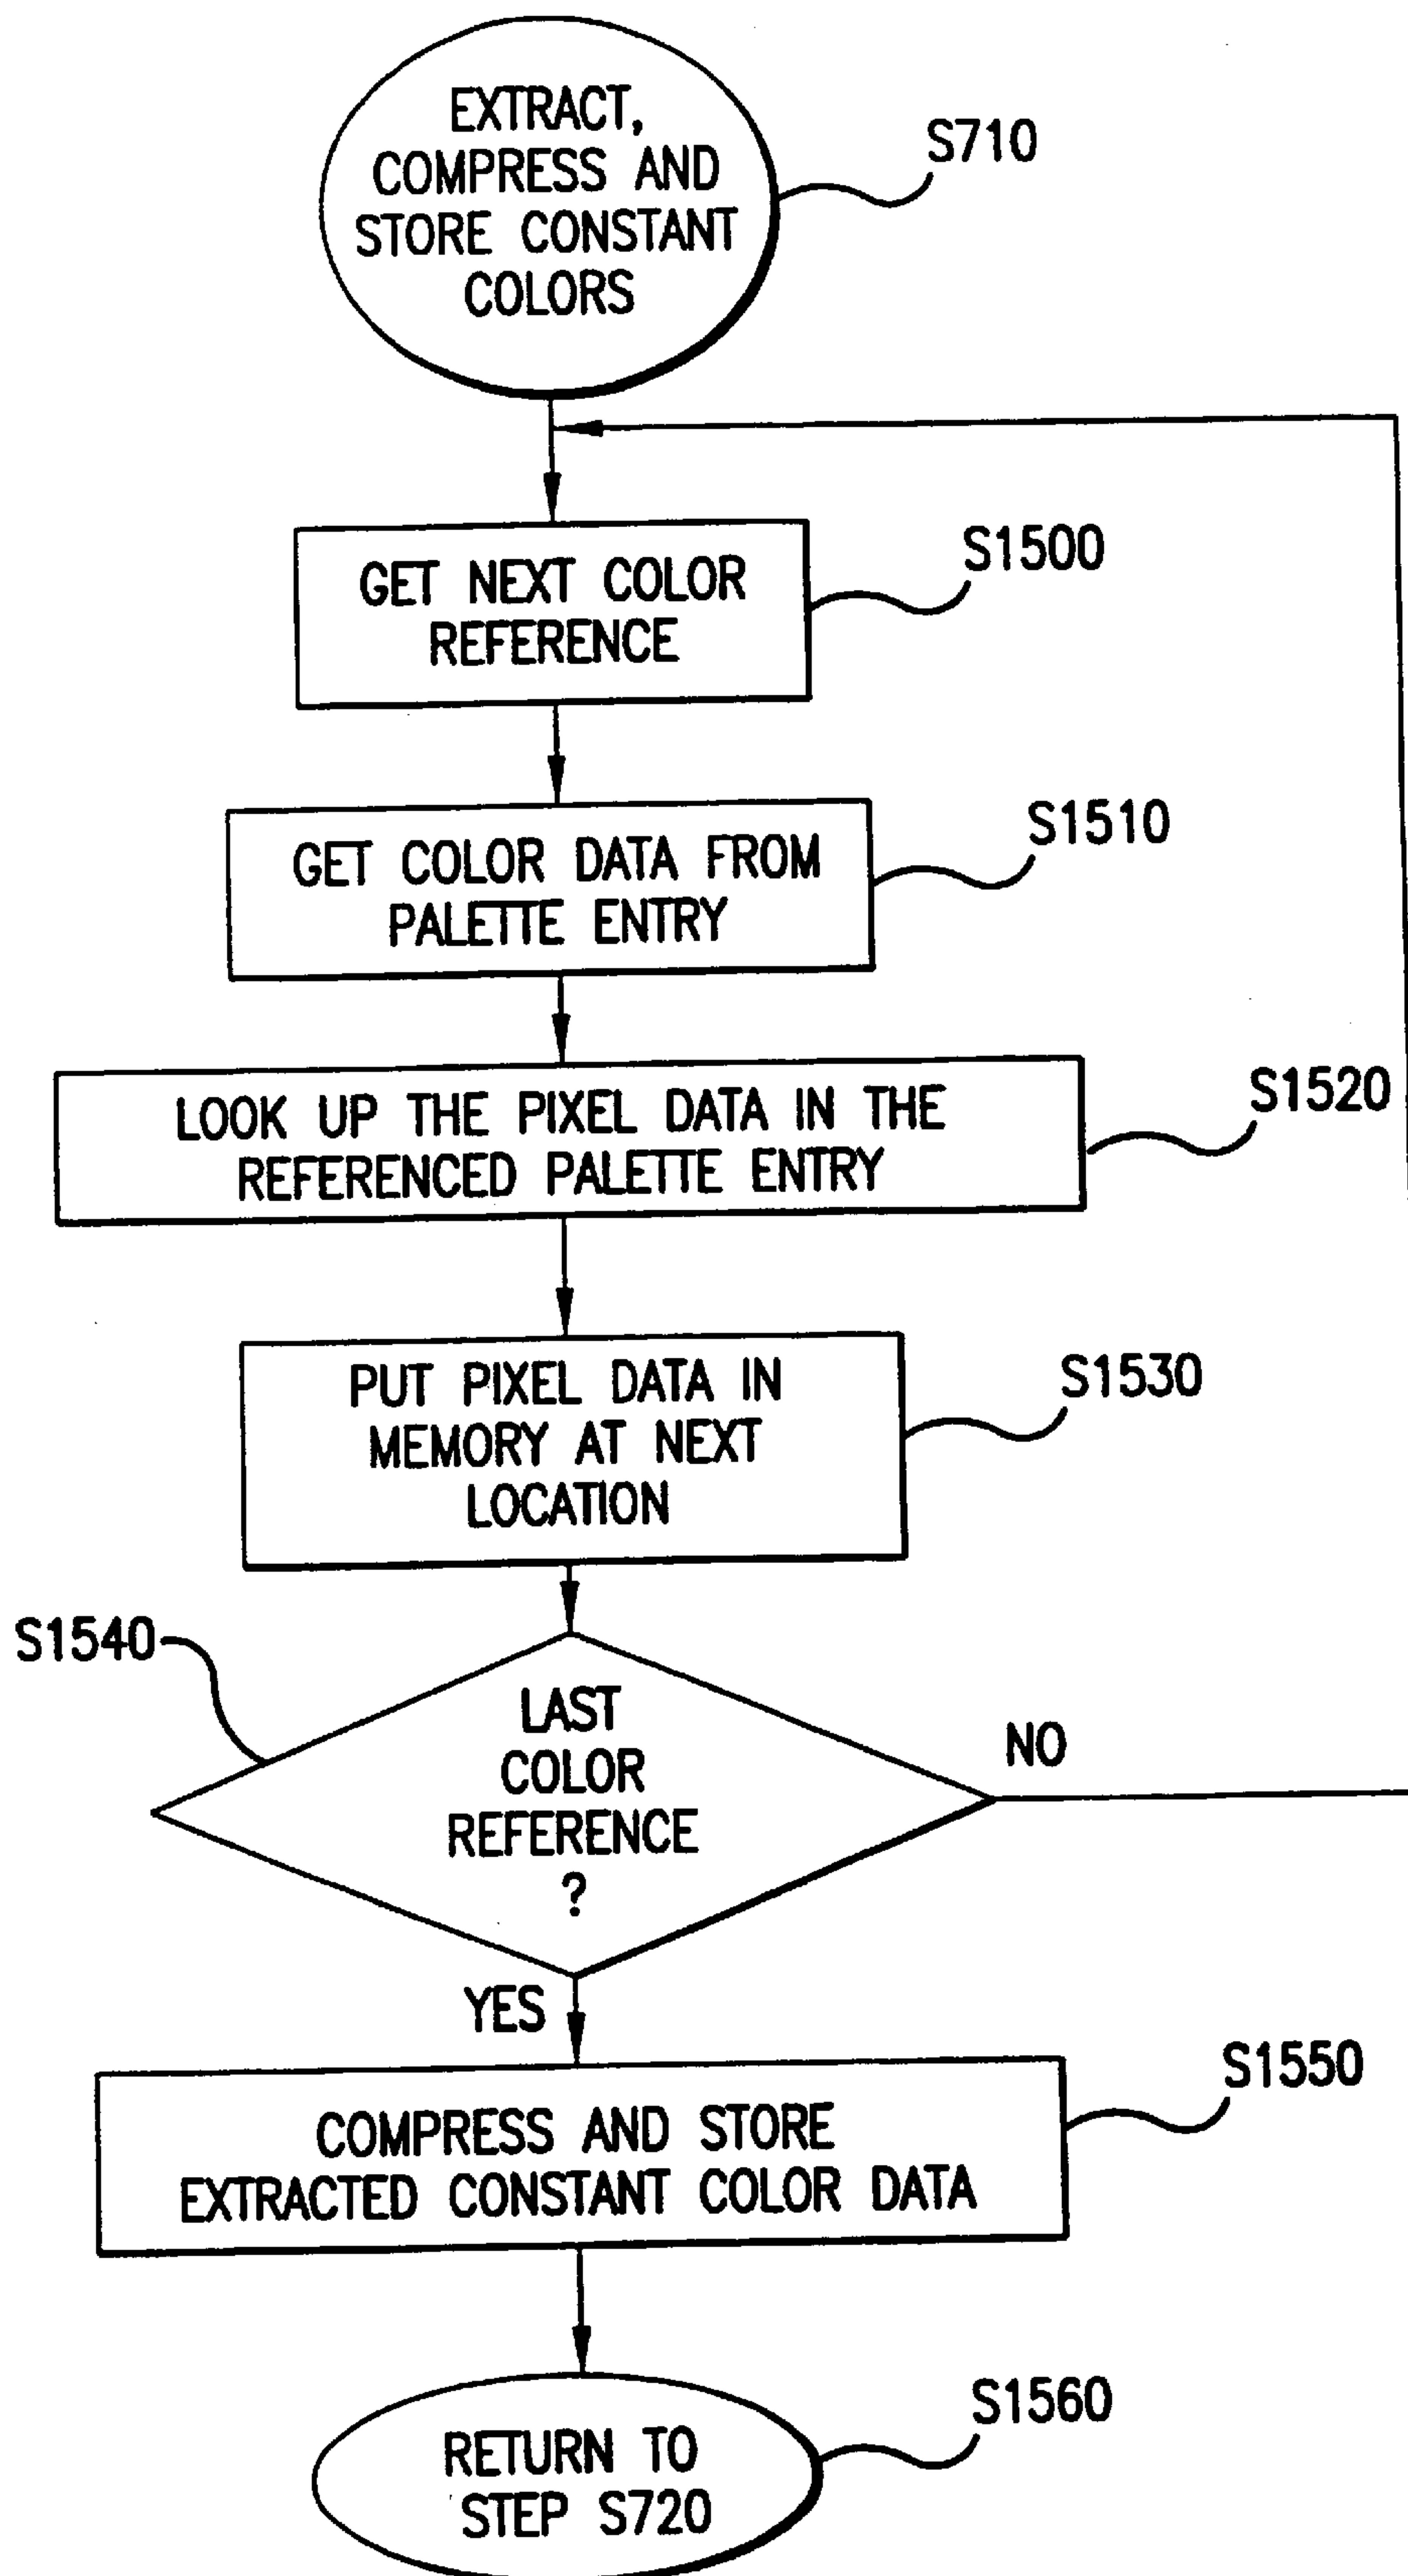 EXTRACT,
COMPRESS AND
STORE CONSTANT
COLORS
S710
GET NEXT COLOR
REFERENCE
S1500
GET COLOR DATA FROM
PALETTE ENTRY
S1510
LOOK UP THE PIXEL DATA IN THE
REFERENCED PALETTE ENTRY
S1520
PUT PIXEL DATA IN
MEMORY AT NEXT
LOCATION
S1530
S1540
LAST
COLOR
REFERENCE
?
NO
YES
COMPRESS AND STORE
EXTRACTED CONSTANT COLOR DATA
S1550
RETURN TO
STEP S720
S1560